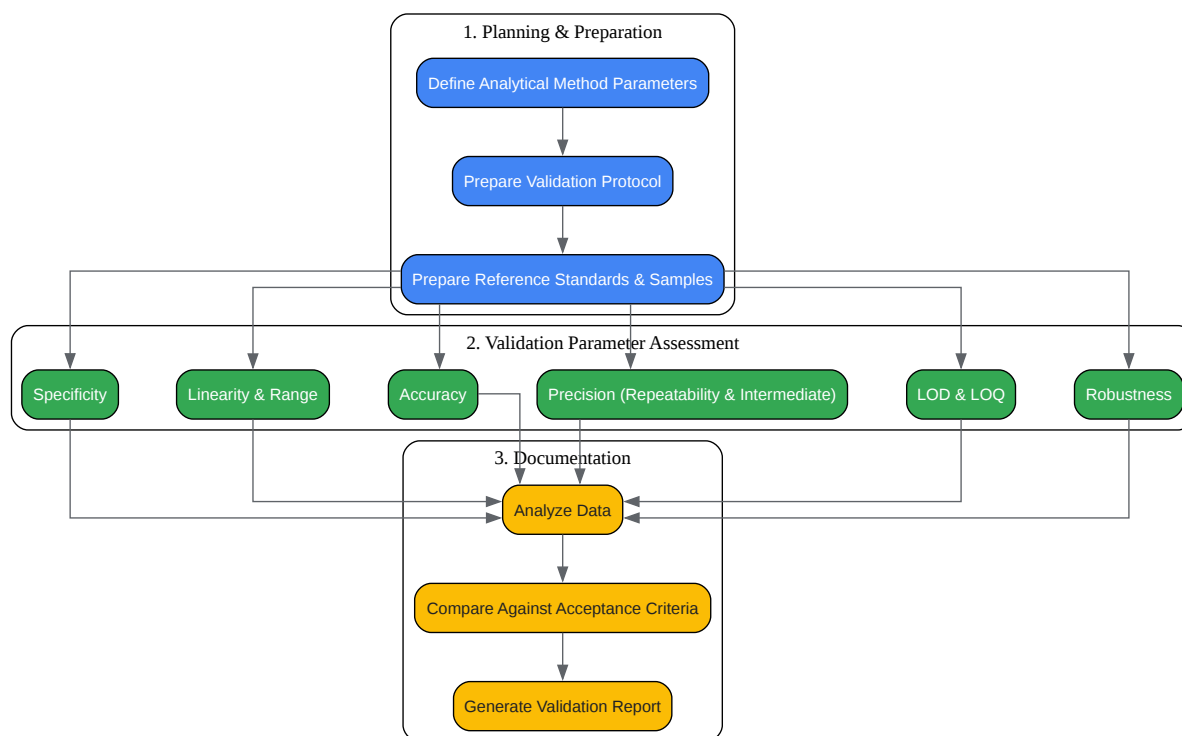 1. Planning & Preparation
Define Analytical Method Parameters
Prepare Validation Protocol
Prepare Reference Standards & Samples
2. Validation Parameter Assessment
Specificity
Linearity & Range
Accuracy
Precision (Repeatability & Intermediate)
LOD & LOQ
Robustness
3. Documentation
Analyze Data
Compare Against Acceptance Criteria
Generate Validation Report